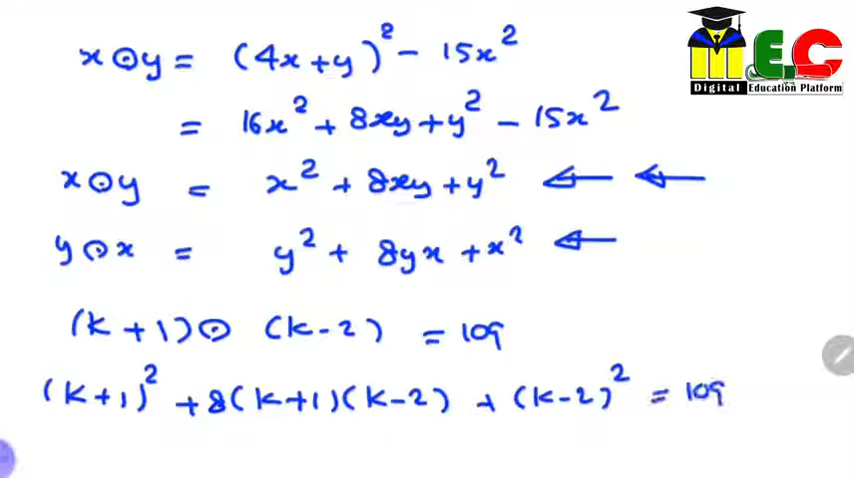 x⊙y = (4x+y)² - 15x²
= 16x² + 8xy + y² - 15x²
x⊙y = x² + 8xy + y² ⇐ ⇐
y⊙x = y² + 8yx + x² ⇐
(k+1)⊙(k-2) = 109
(k+1)² + 8(k+1)(k-2) + (k-2)² = 109
MEC
Digital Education Platform